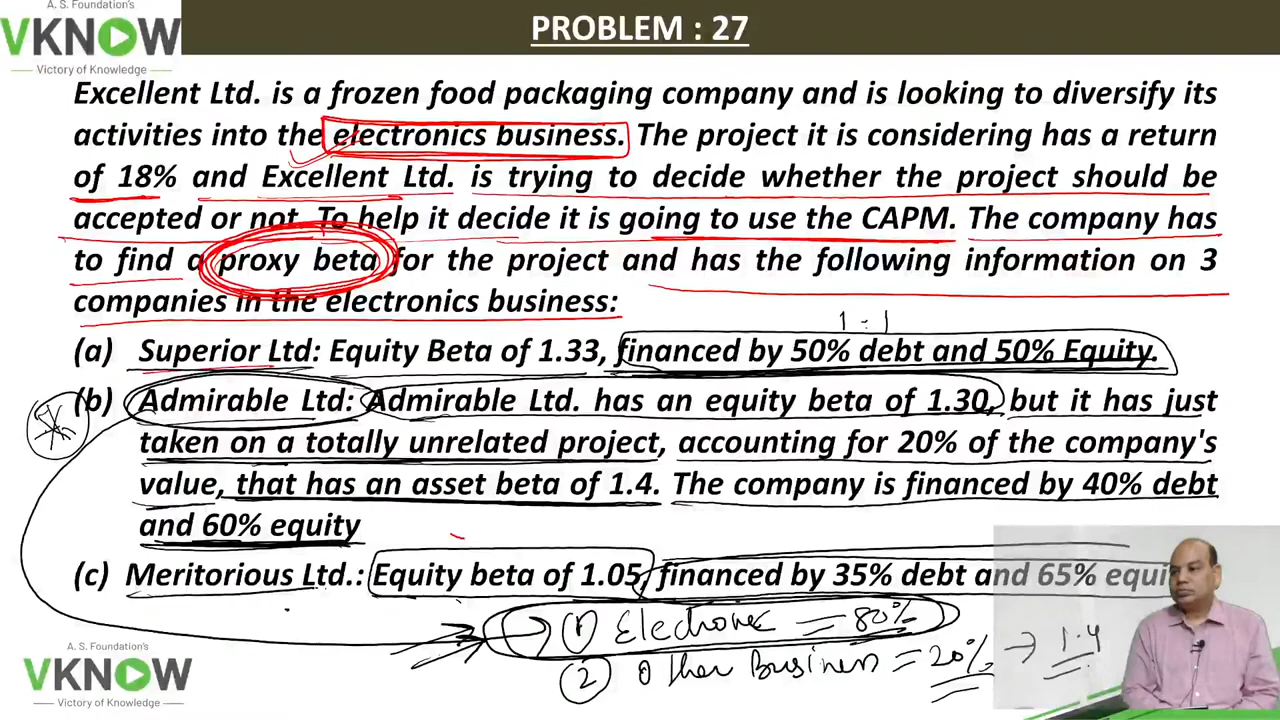 A. S. Foundation's
VKNOW
Victory of Knowledge
PROBLEM : 27
Excellent Ltd. is a frozen food packaging company and is looking to diversify its
activities into the electronics business. The project it is considering has a return
of 18% and Excellent Ltd. is trying to decide whether the project should be
accepted or not. To help it decide it is going to use the CAPM. The company has
to find a proxy beta for the project and has the following information on 3
companies in the electronics business:
1 : 1
(a) Superior Ltd: Equity Beta of 1.33, financed by 50% debt and 50% Equity.
(b) Admirable Ltd: Admirable Ltd. has an equity beta of 1.30, but it has just
taken on a totally unrelated project, accounting for 20% of the company's
value, that has an asset beta of 1.4. The company is financed by 40% debt
and 60% equity
(c) Meritorious Ltd.: Equity beta of 1.05, financed by 35% debt and 65% equi
① Electronic = 80%
② Other Business = 20% → 1.4
A. S. Foundation's
VKNOW
Victory of Knowledge